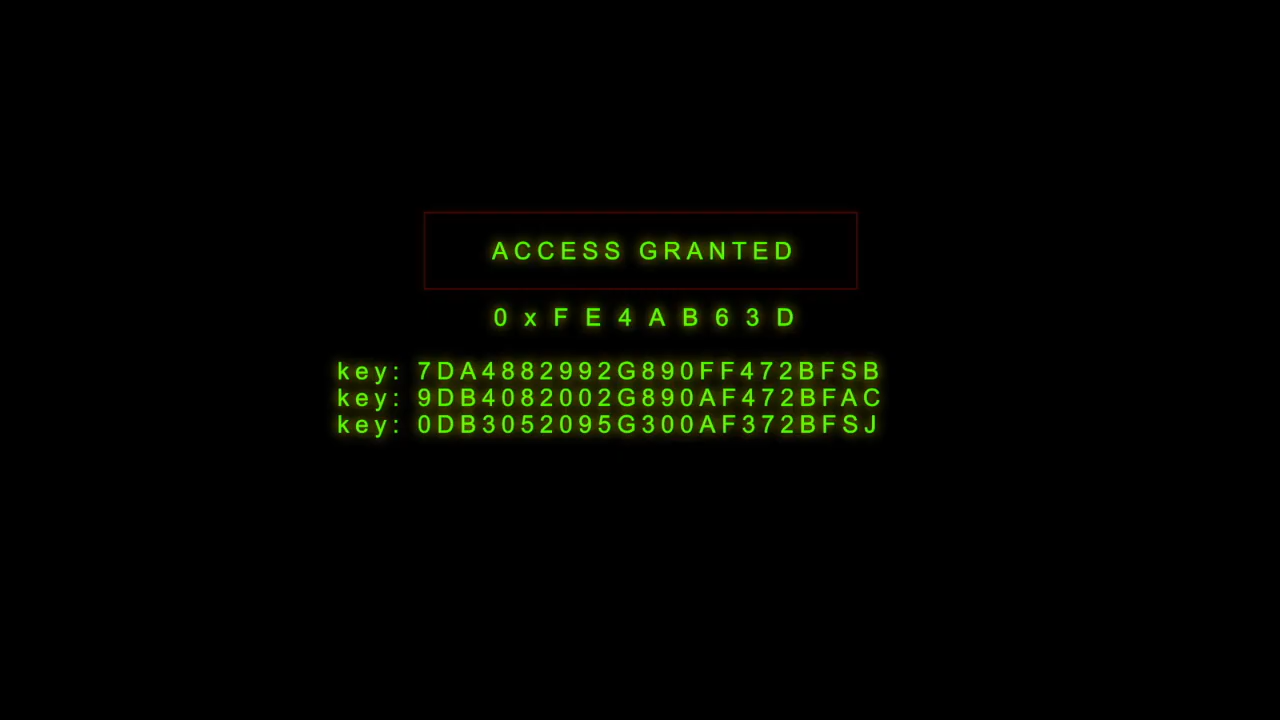 ACCESS GRANTED
0xFE4AB63D
key: 7DA4882992G890FF472BFSB
key: 9DB4082002G890AF472BFAC
key: 0DB3052095G300AF372BFSJ